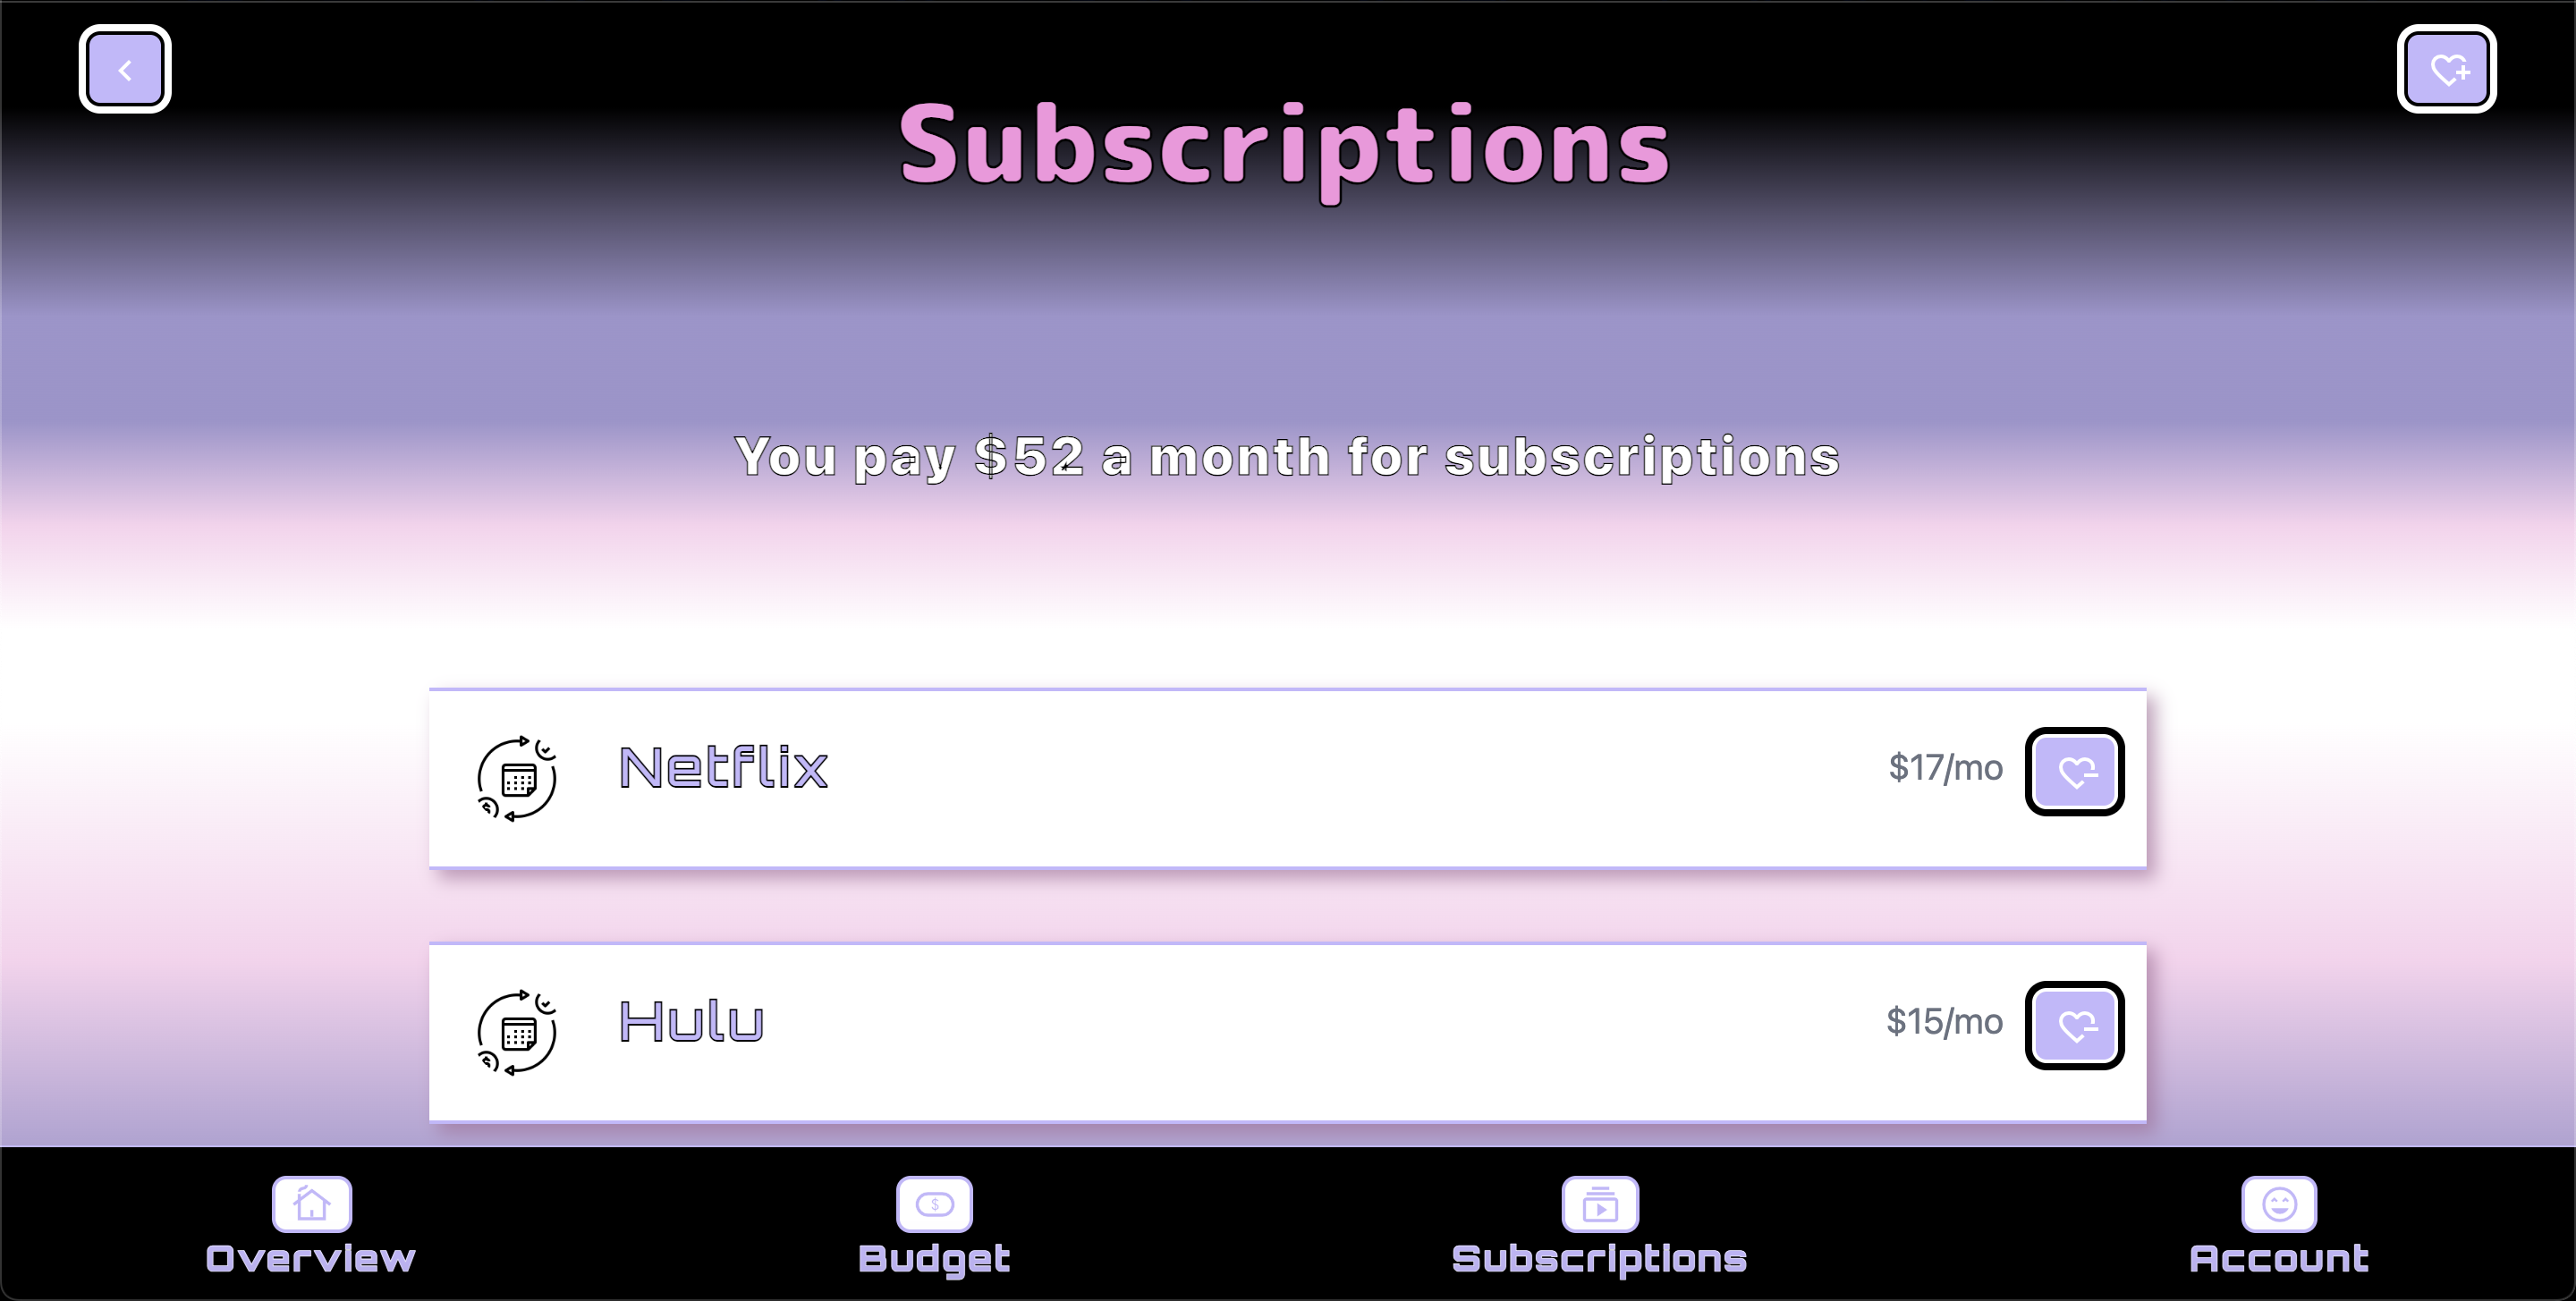 Subscriptions
You pay $52 a month for subscriptions
Netflix
$17/mo
Hulu
$15/mo
Overview
Budget
Subscriptions
Account